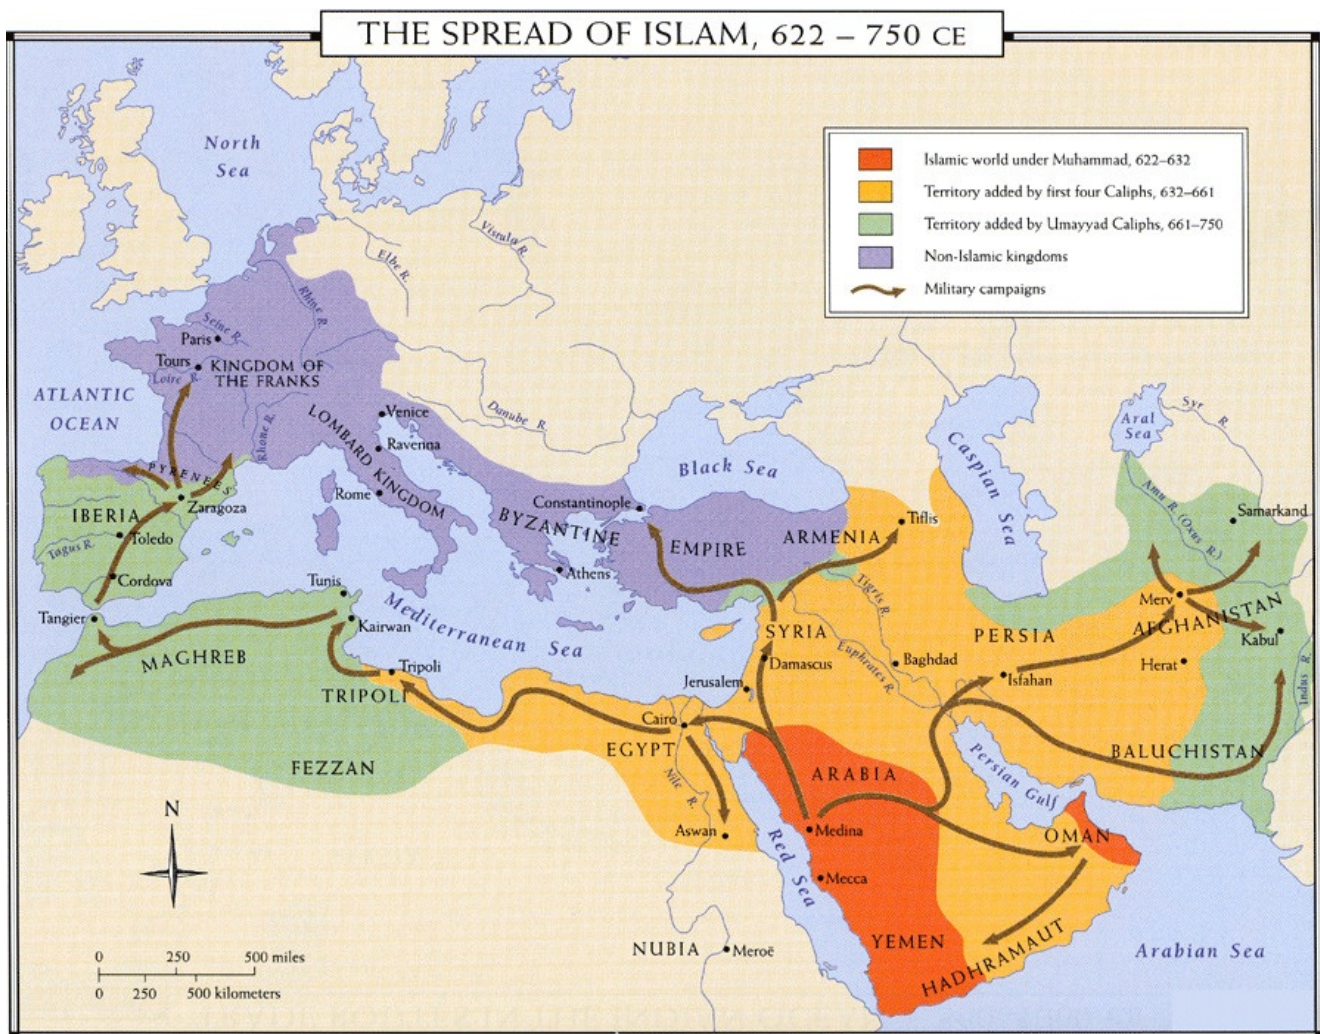 THE SPREAD OF ISLAM, 622 – 750 CE
Islamic world under Muhammad, 622–632
Territory added by first four Caliphs, 632–661
Territory added by Umayyad Caliphs, 661–750
Non-Islamic kingdoms
Military campaigns
North
Sea
Vistula R.
Elbe R.
Rhine R.
Seine R.
Paris
Tours
Loire R.
KINGDOM OF
THE FRANKS
ATLANTIC
OCEAN
Rhone R.
LOMBARD KINGDOM
Venice
Ravenna
Danube R.
Rome
PYRENEES
Zaragoza
IBERIA
Toledo
Tagus R.
Cordova
Tangier
Tunis
Kairwan
MAGHREB
Mediterranean Sea
Tripoli
TRIPOLI
FEZZAN
Constantinople
BYZANTINE
EMPIRE
Athens
Black Sea
ARMENIA
Tiflis
Caspian Sea
Aral
Sea
Syr R.
Amu R. (Oxus R.)
Samarkand
Merv
AFGHANISTAN
Kabul
Herat
Indus R.
PERSIA
Isfahan
Baghdad
Tigris R.
Euphrates R.
SYRIA
Damascus
Jerusalem
Cairo
EGYPT
Nile R.
Aswan
BALUCHISTAN
Persian Gulf
ARABIA
Medina
Mecca
Red Sea
OMAN
YEMEN
HADHRAMAUT
NUBIA
Meroë
Arabian Sea
N
0 250 500 miles
0 250 500 kilometers